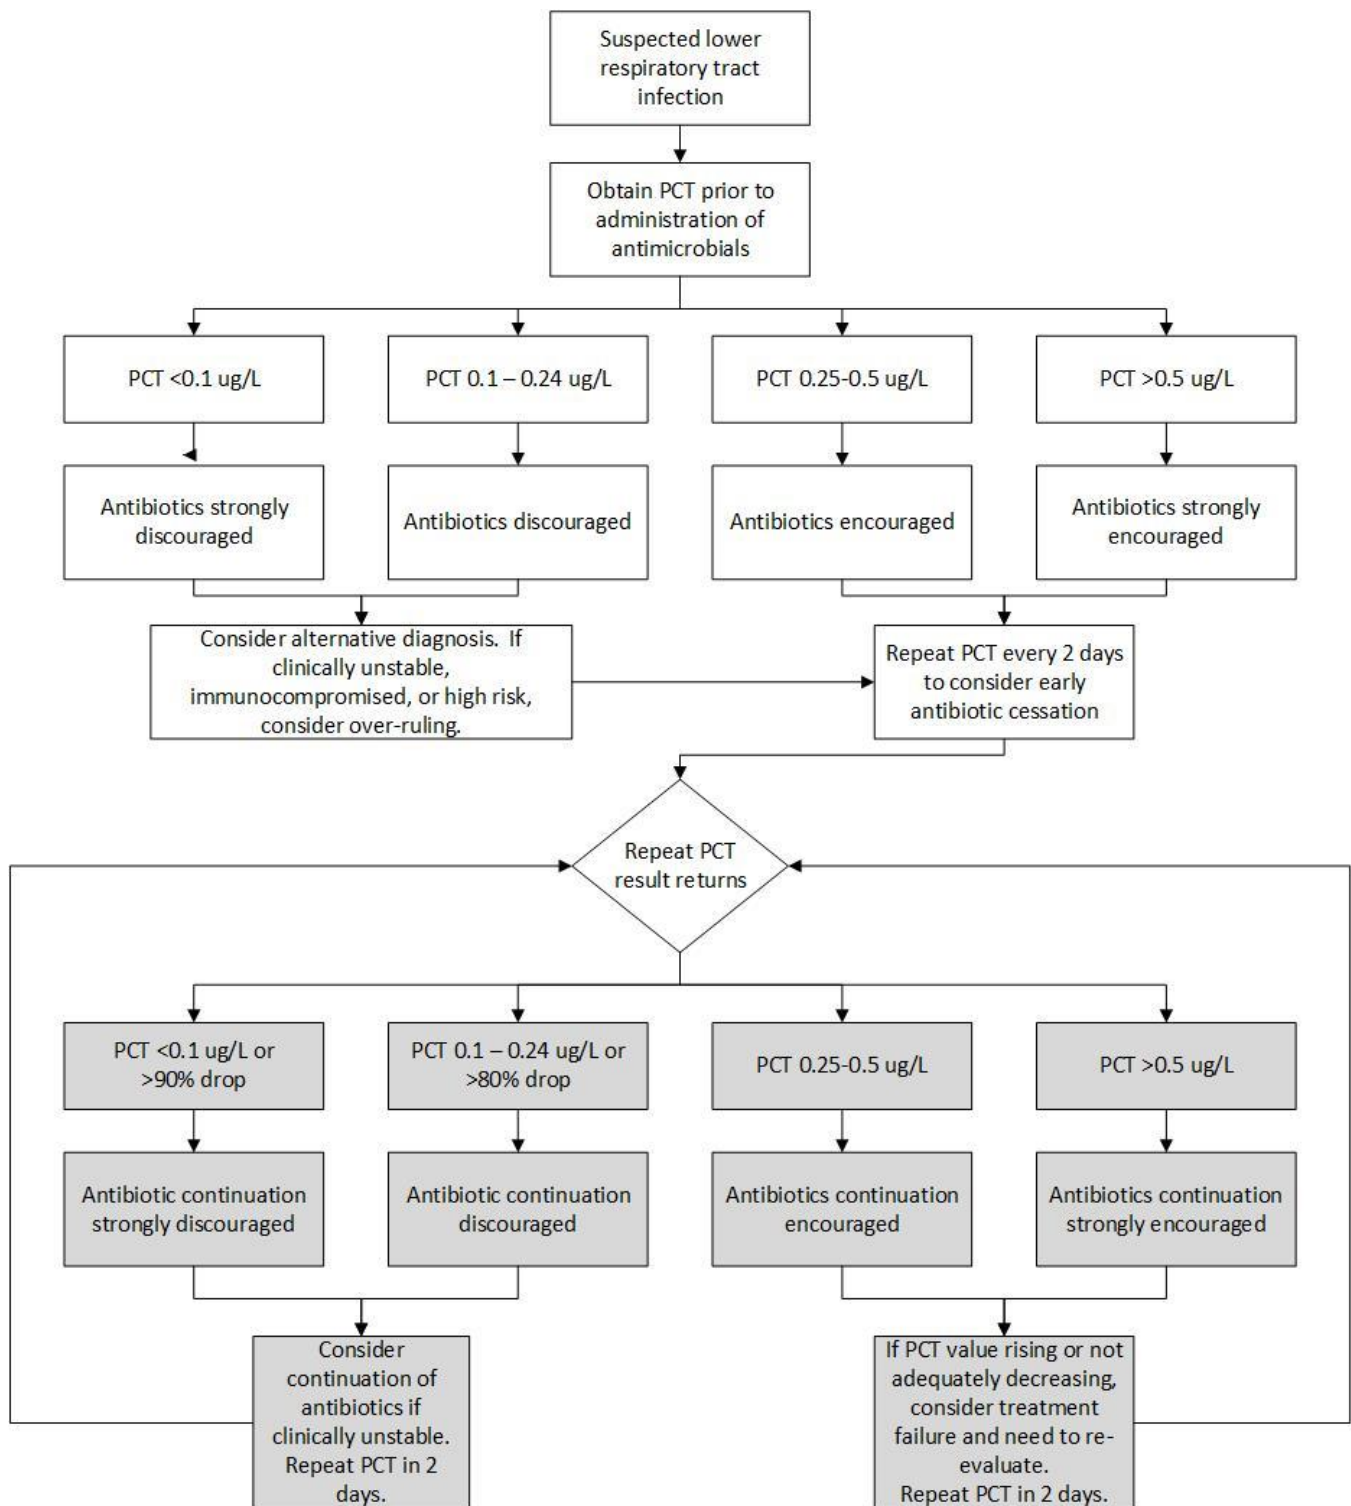 Suspected lower
respiratory tract
infection
Obtain PCT prior to
administration of
antimicrobials
PCT <0.1 ug/L
PCT 0.1 – 0.24 ug/L
PCT 0.25-0.5 ug/L
PCT >0.5 ug/L
Antibiotics strongly
discouraged
Antibiotics discouraged
Antibiotics encouraged
Antibiotics strongly
encouraged
Consider alternative diagnosis. If
clinically unstable,
immunocompromised, or high risk,
consider over-ruling.
Repeat PCT every 2 days
to consider early
antibiotic cessation
Repeat PCT
result returns
PCT <0.1 ug/L or
>90% drop
PCT 0.1 – 0.24 ug/L or
>80% drop
PCT 0.25-0.5 ug/L
PCT >0.5 ug/L
Antibiotic continuation
strongly discouraged
Antibiotic continuation
discouraged
Antibiotics continuation
encouraged
Antibiotics continuation
strongly encouraged
Consider
continuation of
antibiotics if
clinically unstable.
Repeat PCT in 2
days.
If PCT value rising or not
adequately decreasing,
consider treatment
failure and need to re-
evaluate.
Repeat PCT in 2 days.